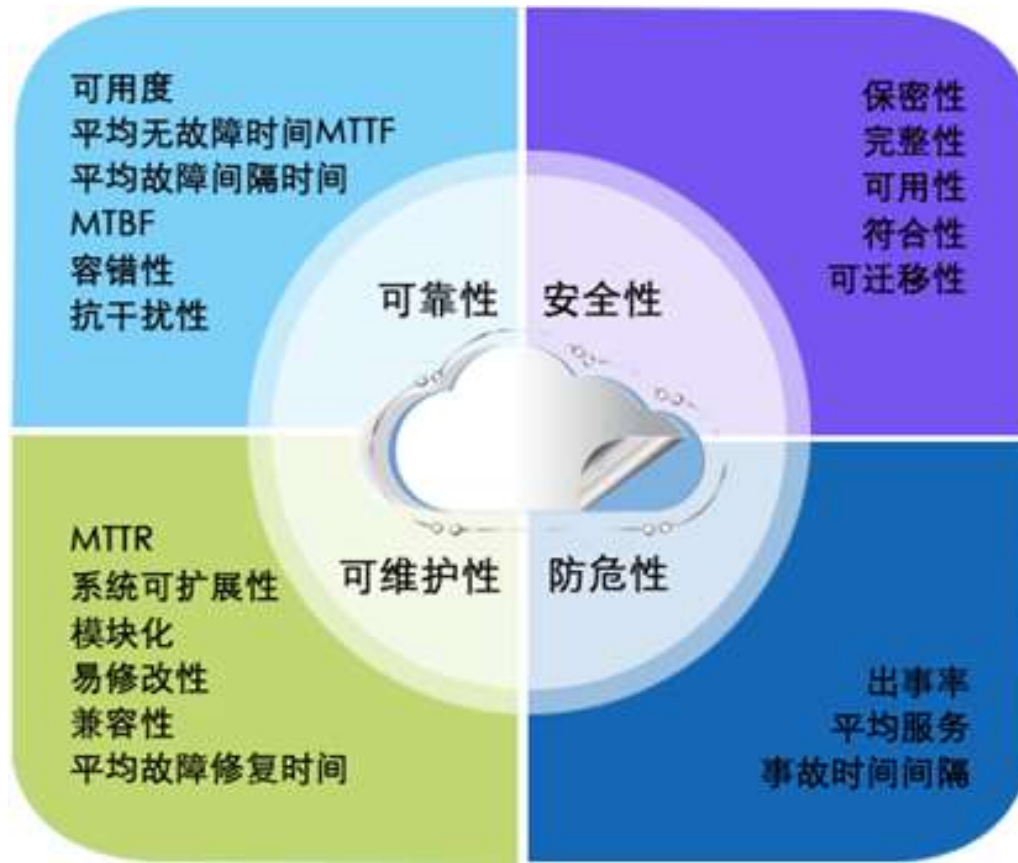 可用度
平均无故障时间MTTF
平均故障间隔时间
MTBF
容错性
抗干扰性
可靠性
保密性
完整性
可用性
符合性
可迁移性
安全性
MTTR
系统可扩展性
模块化
易修改性
兼容性
平均故障修复时间
可维护性
防危性
出事率
平均服务
事故时间间隔